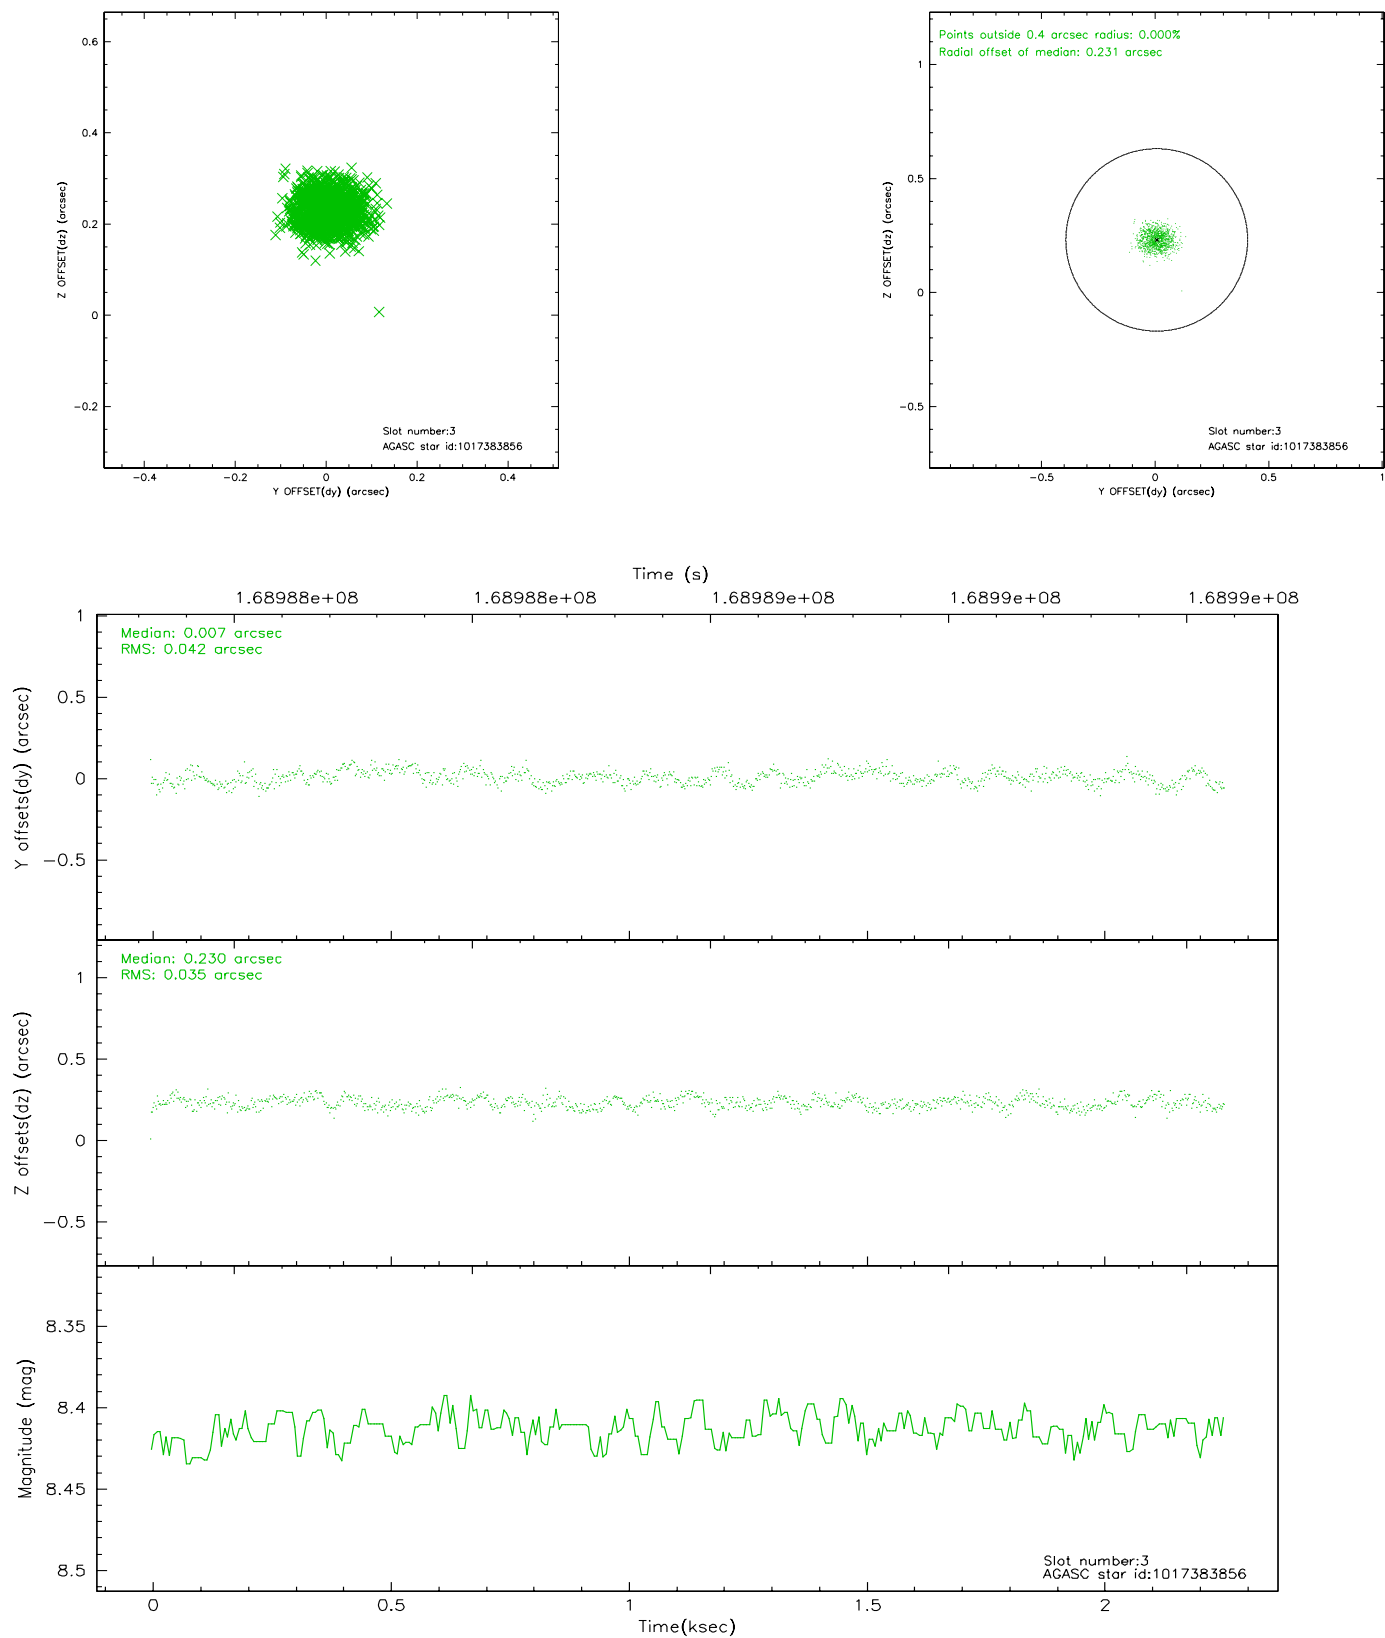 0.6
0.4
0.2
0
−0.2
Z OFFSET(dz) (arcsec)
Slot number:3
AGASC star id:1017383856
−0.4 −0.2 0 0.2 0.4
Y OFFSET(dy) (arcsec)
Points outside 0.4 arcsec radius: 0.000%
Radial offset of median: 0.231 arcsec
1
0.5
0
−0.5
Z OFFSET(dz) (arcsec)
Slot number:3
AGASC star id:1017383856
−0.5 0 0.5 1
Y OFFSET(dy) (arcsec)
Time (s)
1.68988e+08 1.68988e+08 1.68989e+08 1.6899e+08 1.6899e+08
Median: 0.007 arcsec
RMS: 0.042 arcsec
1
0.5
0
−0.5
Y offsets(dy) (arcsec)
Median: 0.230 arcsec
RMS: 0.035 arcsec
1
0.5
0
−0.5
Z offsets(dz) (arcsec)
8.35
8.4
8.45
8.5
Magnitude (mag)
Slot number:3
AGASC star id:1017383856
0 0.5 1 1.5 2
Time(ksec)